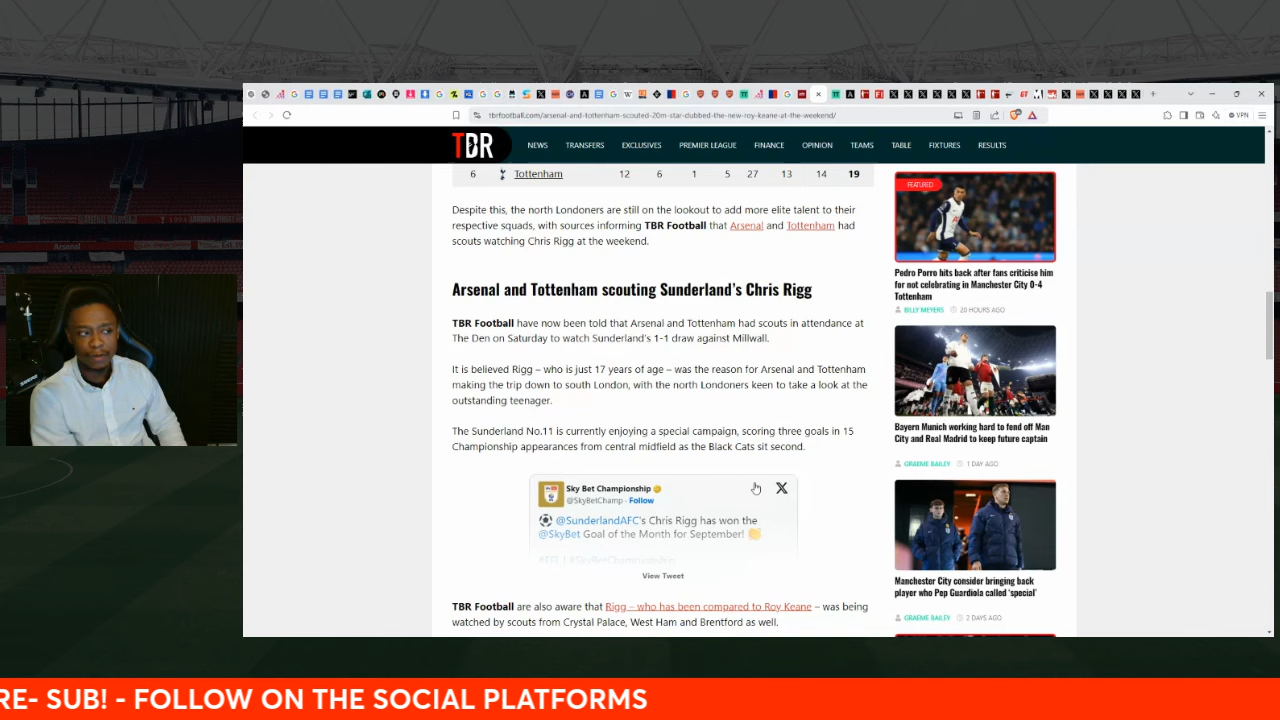 tbrfootball.com/arsenal-and-tottenham-scouted-20m-star-dubbed-the-new-roy-keane-at-the-weekend/
VPN
TBR
NEWS TRANSFERS EXCLUSIVES PREMIER LEAGUE FINANCE OPINION TEAMS TABLE FIXTURES RESULTS
6 Tottenham 12 6 1 5 27 13 14 19
Despite this, the north Londoners are still on the lookout to add more elite talent to their
respective squads, with sources informing TBR Football that Arsenal and Tottenham had
scouts watching Chris Rigg at the weekend.
Arsenal and Tottenham scouting Sunderland's Chris Rigg
TBR Football have now been told that Arsenal and Tottenham had scouts in attendance at
The Den on Saturday to watch Sunderland's 1-1 draw against Millwall.
It is believed Rigg – who is just 17 years of age – was the reason for Arsenal and Tottenham
making the trip down to south London, with the north Londoners keen to take a look at the
outstanding teenager.
The Sunderland No.11 is currently enjoying a special campaign, scoring three goals in 15
Championship appearances from central midfield as the Black Cats sit second.
Sky Bet Championship
@SkyBetChamp · Follow
@SunderlandAFC's Chris Rigg has won the
@SkyBet Goal of the Month for September!
#EFL | #SkyBetChampionship
View Tweet
TBR Football are also aware that Rigg – who has been compared to Roy Keane – was being
watched by scouts from Crystal Palace, West Ham and Brentford as well.
FEATURED
Pedro Porro hits back after fans criticise him
for not celebrating in Manchester City 0-4
Tottenham
BILLY MEYERS 20 HOURS AGO
Bayern Munich working hard to fend off Man
City and Real Madrid to keep future captain
GRAEME BAILEY 1 DAY AGO
Manchester City consider bringing back
player who Pep Guardiola called 'special'
GRAEME BAILEY 2 DAYS AGO
Arsenal
RE- SUB! - FOLLOW ON THE SOCIAL PLATFORMS